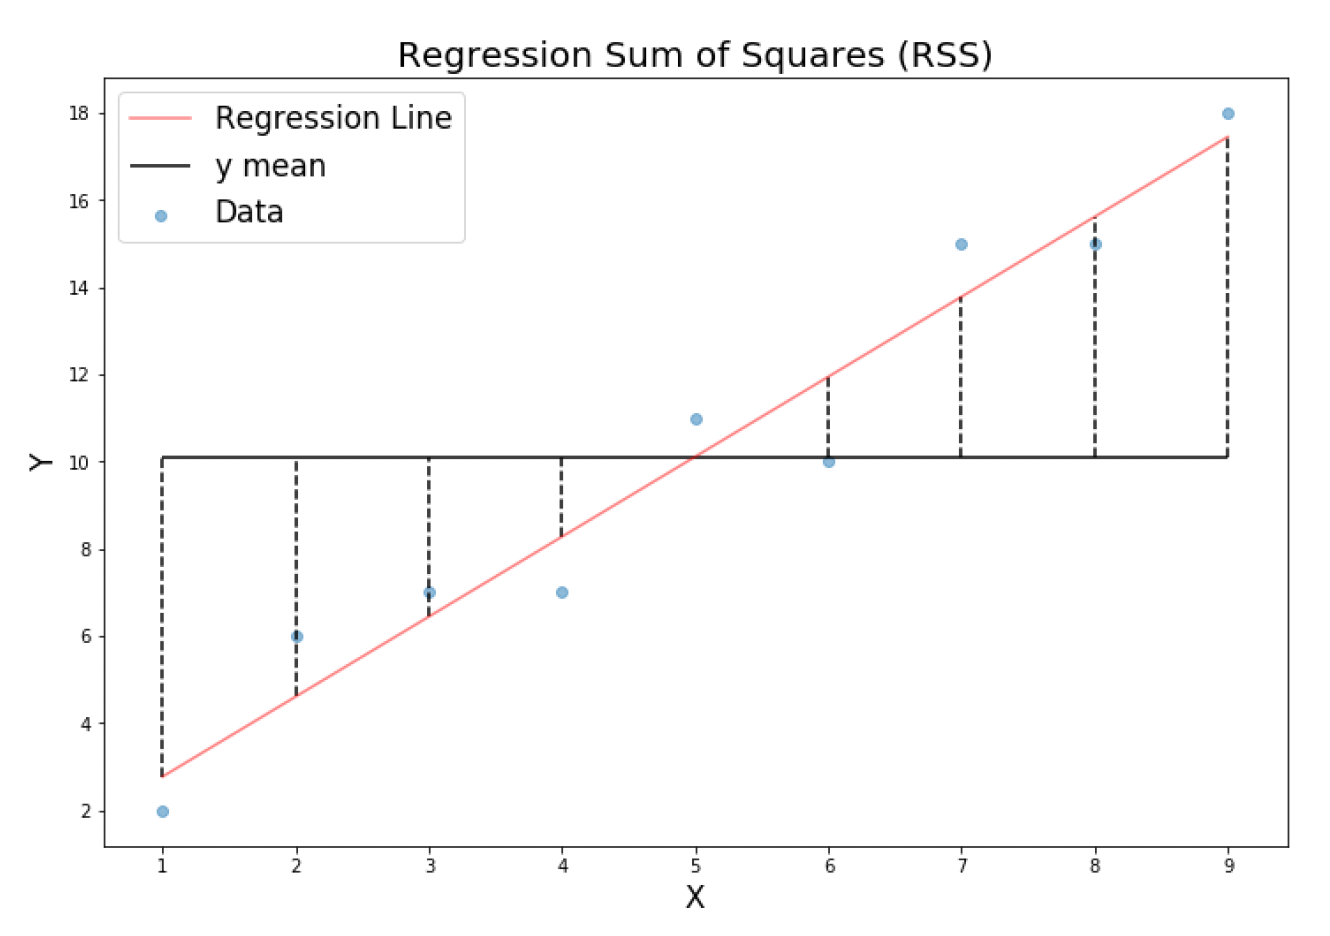 Regression Sum of Squares (RSS)
Regression Line
y mean
Data
18
16
14
12
10
8
6
4
2
Y
1 2 3 4 5 6 7 8 9
X